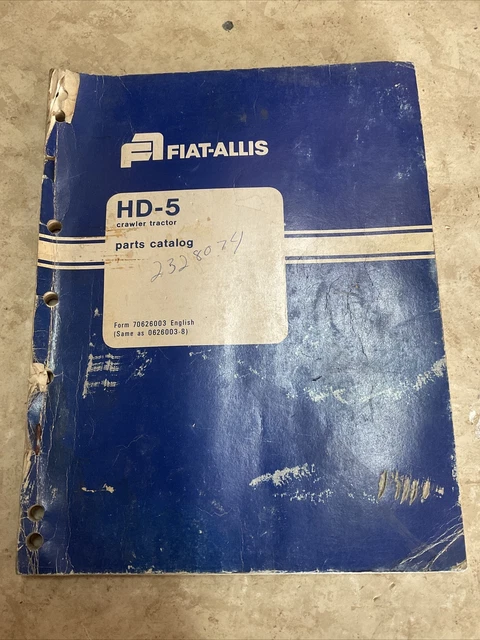 FIAT-ALLIS
HD-5
crawler tractor
parts catalog
2328074
Form 70626003 English
(Same as 0626003-8)